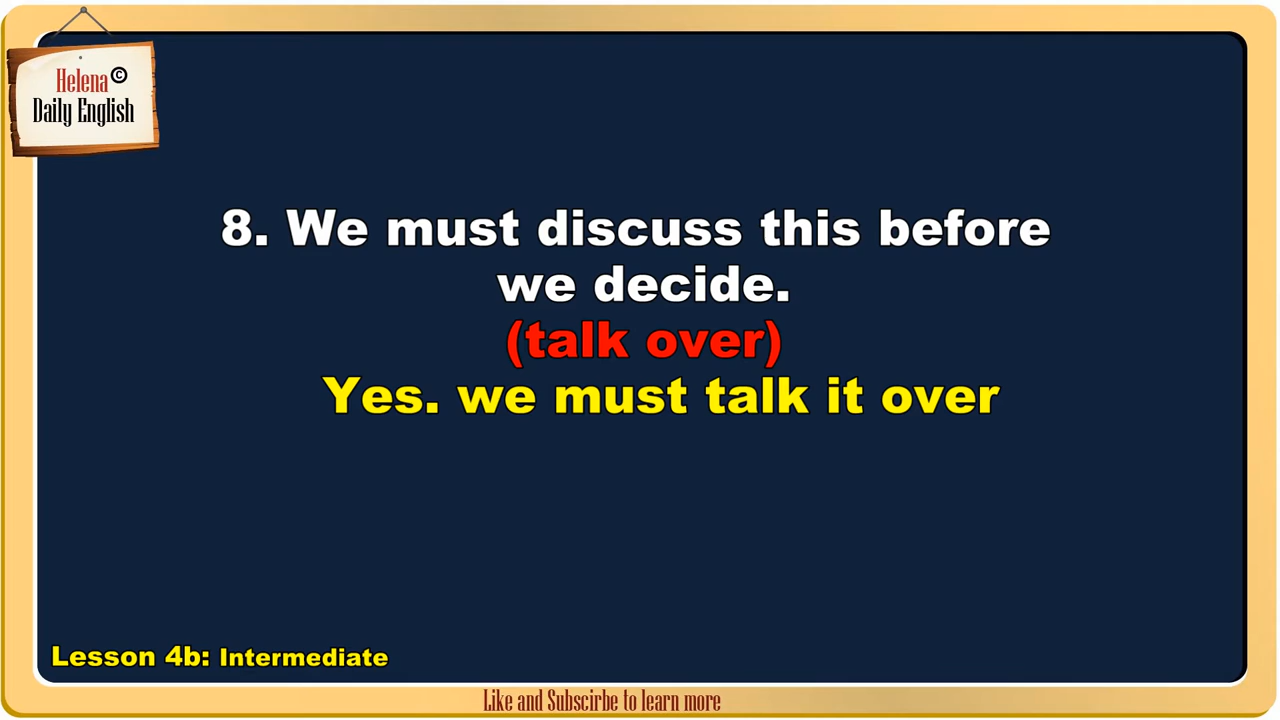 Helena ©
Daily English
8. We must discuss this before
we decide.
(talk over)
Yes. we must talk it over
Lesson 4b: Intermediate
Like and Subscirbe to learn more